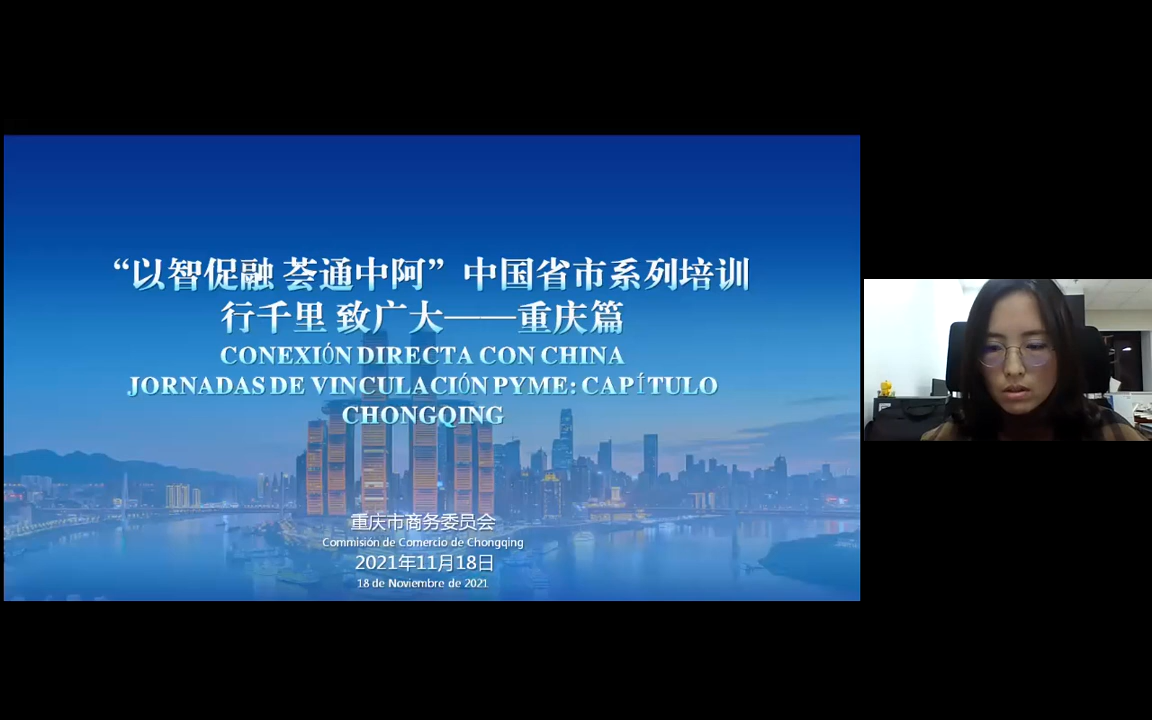 “以智促融 荟通中阿”中国省市系列培训
行千里 致广大——重庆篇
CONEXIÓN DIRECTA CON CHINA
JORNADAS DE VINCULACIÓN PYME: CAPÍTULO
CHONGQING
重庆市商务委员会
Commisión de Comercio de Chongqing
2021年11月18日
18 de Noviembre de 2021